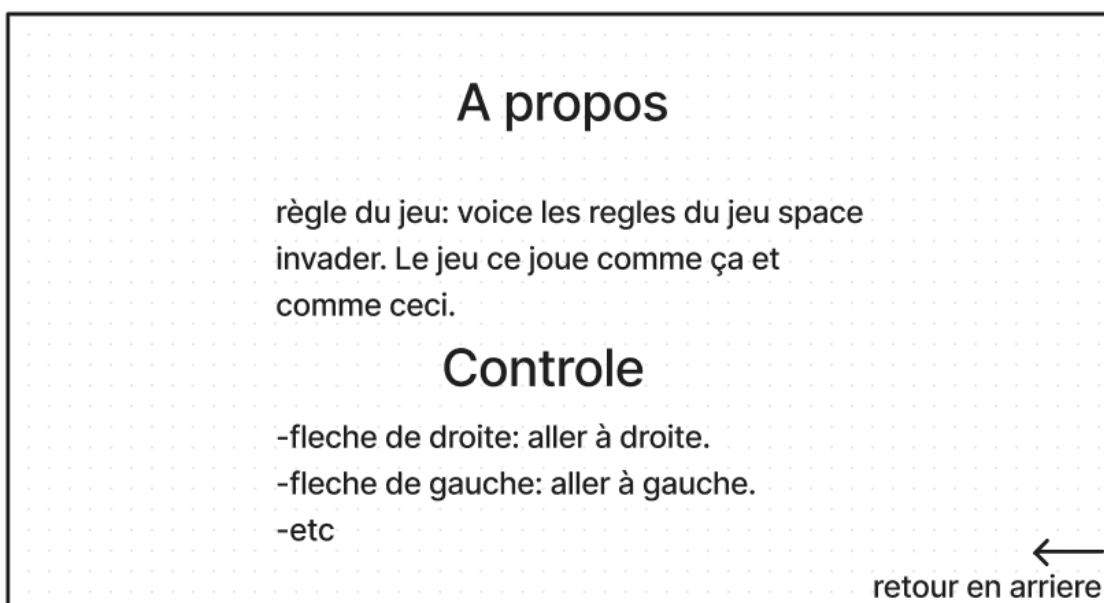 A propos
règle du jeu: voice les regles du jeu space
invader. Le jeu ce joue comme ça et
comme ceci.
Controle
-fleche de droite: aller à droite.
-fleche de gauche: aller à gauche.
-etc
retour en arriere